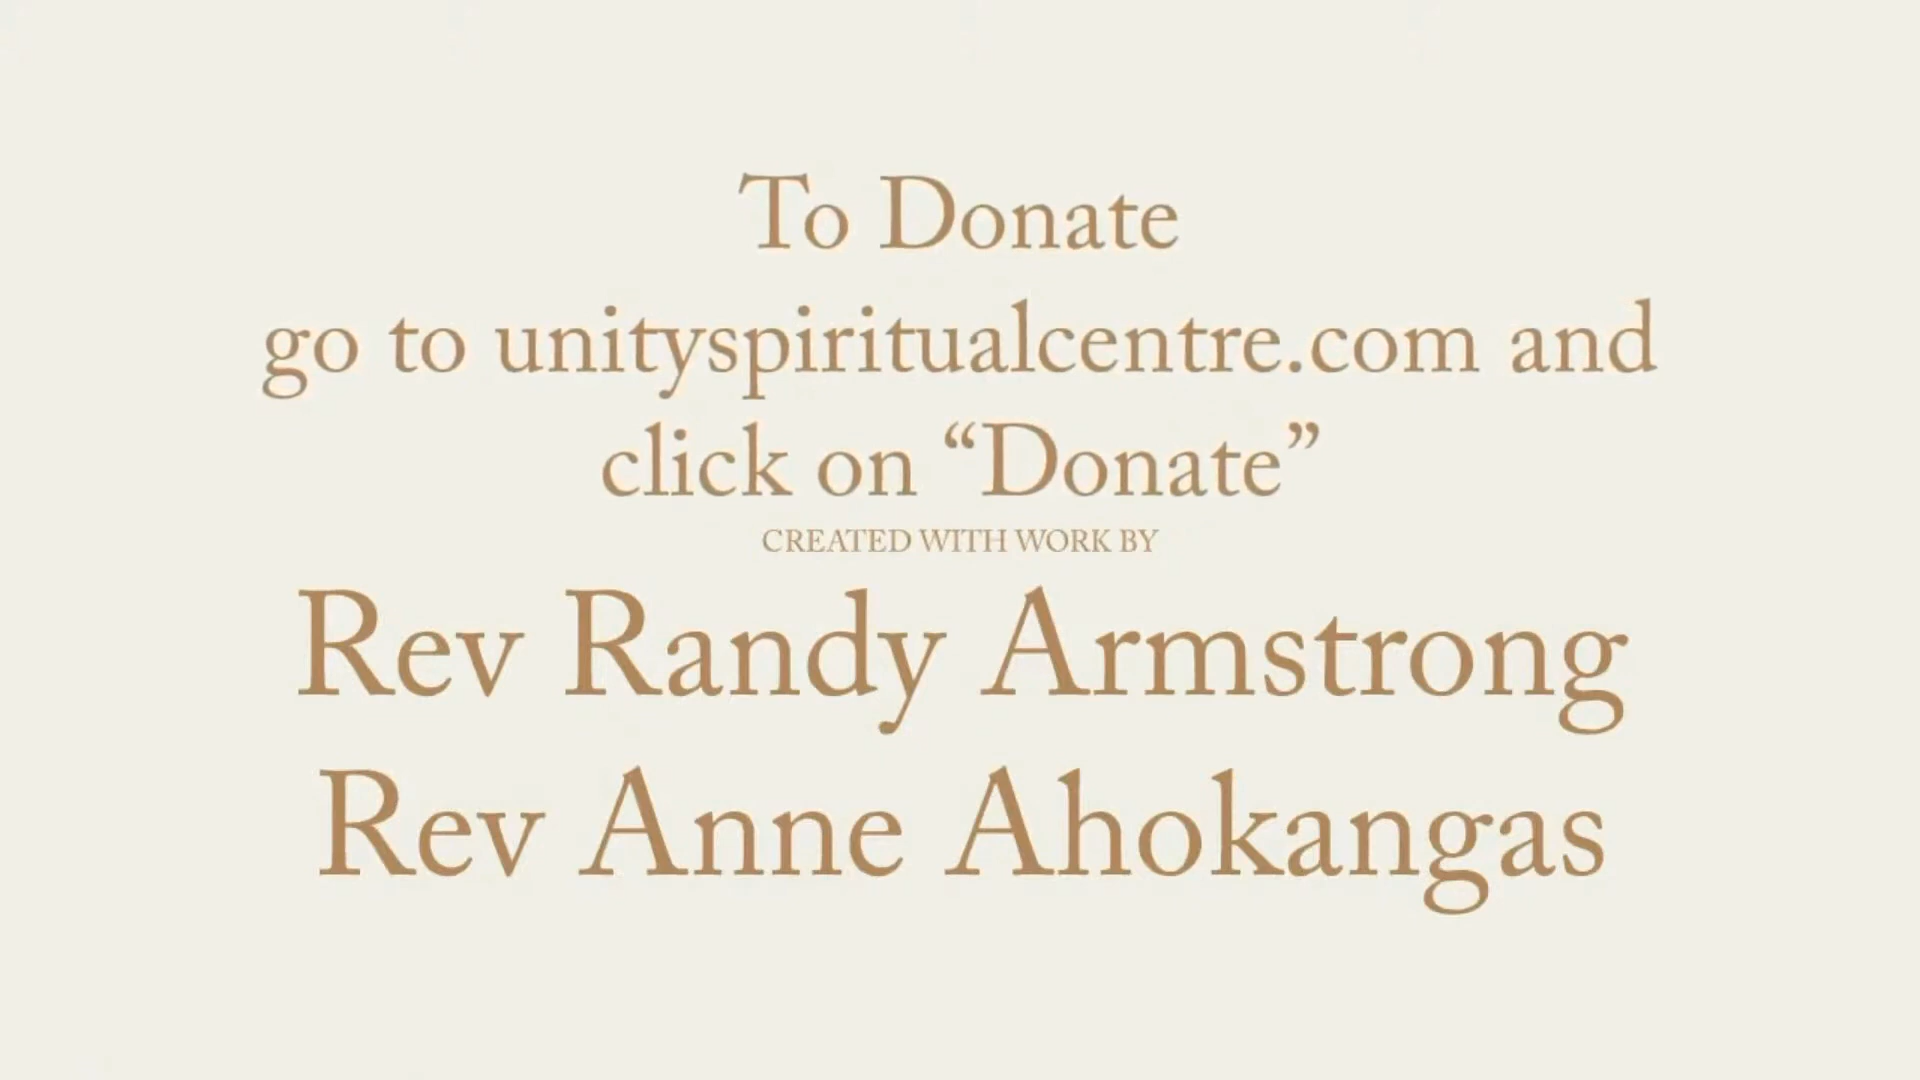 To Donate
go to unityspiritualcentre.com and
click on “Donate”
CREATED WITH WORK BY
Rev Randy Armstrong
Rev Anne Ahokangas